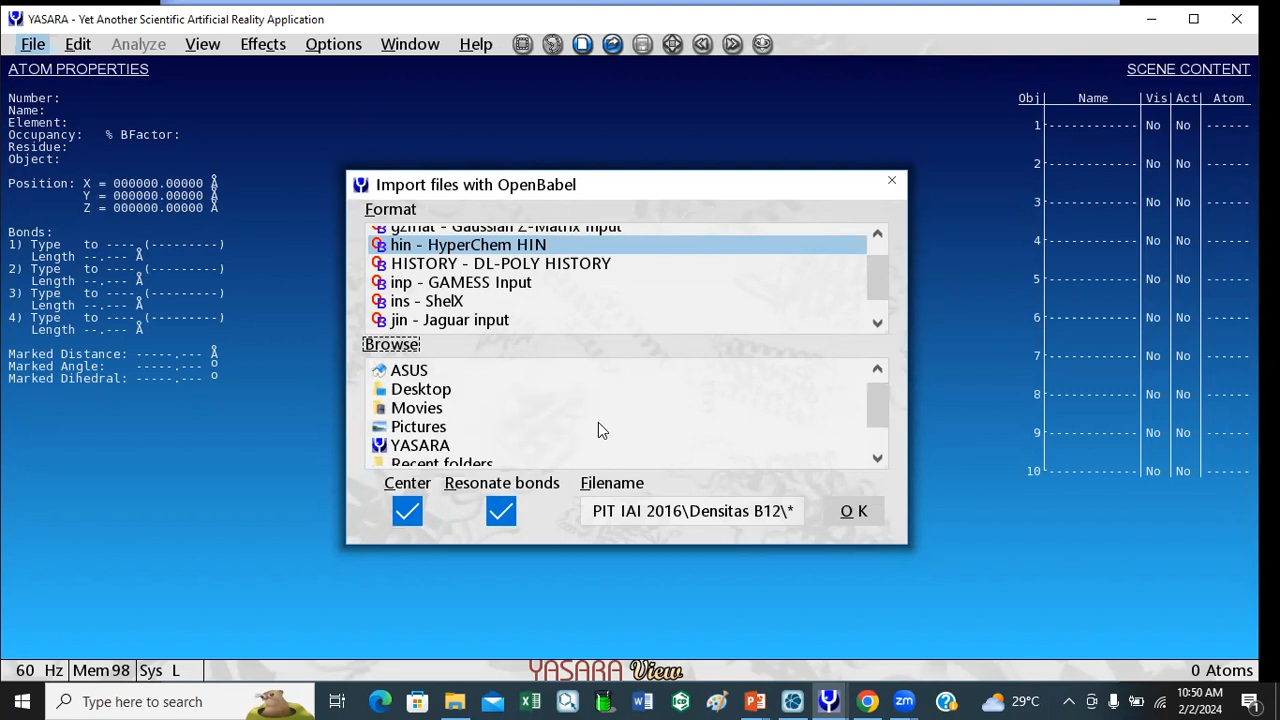 YASARA - Yet Another Scientific Artificial Reality Application
File Edit Analyze View Effects Options Window Help
ATOM PROPERTIES
Number:
Name:
Element:
Occupancy: % BFactor:
Residue:
Object:
Position: X = 000000.00000 Å
Y = 000000.00000 Å
Z = 000000.00000 Å
Bonds:
1) Type to ----.(---------)
Length --.--- Å
2) Type to ----.(---------)
Length --.--- Å
3) Type to ----.(---------)
Length --.--- Å
4) Type to ----.(---------)
Length --.--- Å
Marked Distance: -----.--- Å
Marked Angle: -----.--- o
Marked Dihedral: -----.--- o
SCENE CONTENT
Obj Name Vis Act Atom
1 ------------ No No ------
2 ------------ No No ------
3 ------------ No No ------
4 ------------ No No ------
5 ------------ No No ------
6 ------------ No No ------
7 ------------ No No ------
8 ------------ No No ------
9 ------------ No No ------
10 ------------ No No ------
Import files with OpenBabel
Format
gzmat - Gaussian Z-Matrix Input
hin - HyperChem HIN
HISTORY - DL-POLY HISTORY
inp - GAMESS Input
ins - ShelX
jin - Jaguar input
Browse
ASUS
Desktop
Movies
Pictures
YASARA
Recent folders
Center Resonate bonds Filename
PIT IAI 2016\Densitas B12\* O K
60 Hz Mem 98 Sys L YASARA View 0 Atoms
Type here to search 29°C 10:50 AM
2/2/2024